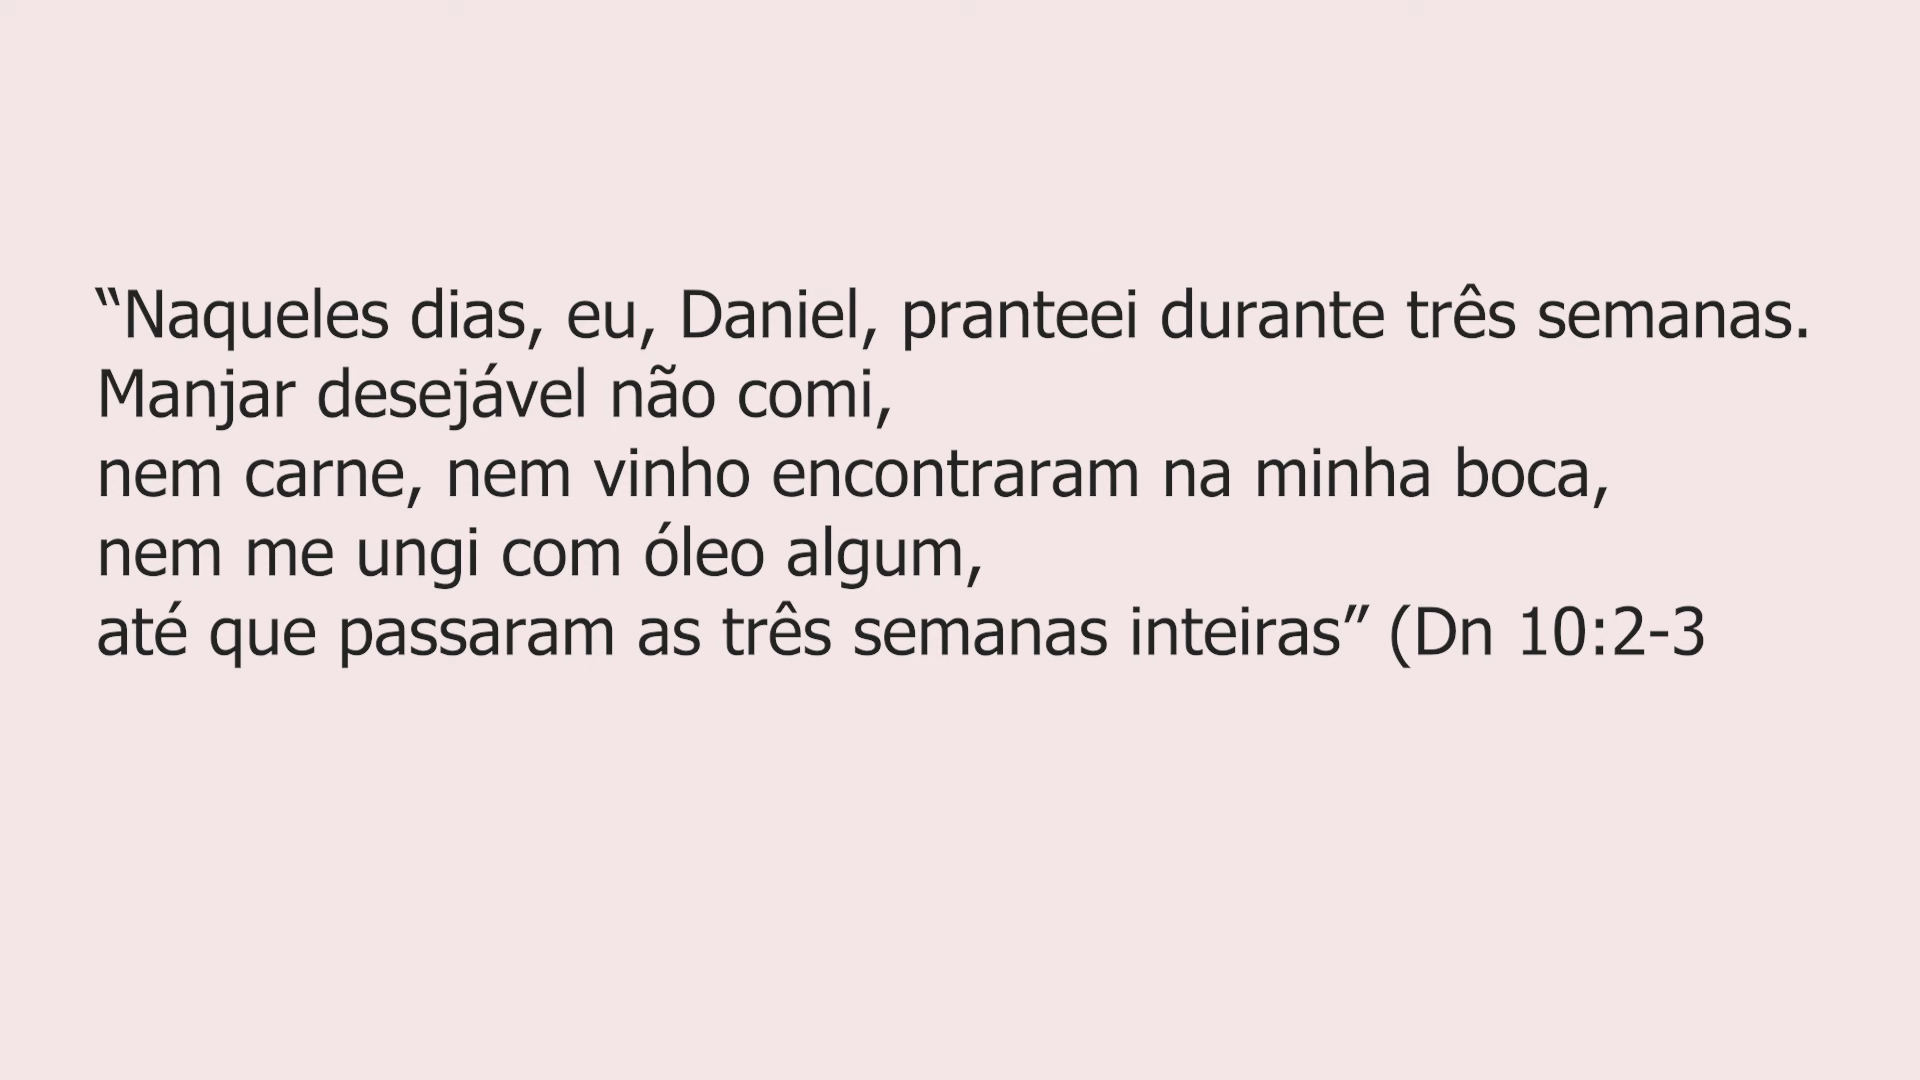 “Naqueles dias, eu, Daniel, pranteei durante três semanas.
Manjar desejável não comi,
nem carne, nem vinho encontraram na minha boca,
nem me ungi com óleo algum,
até que passaram as três semanas inteiras” (Dn 10:2-3